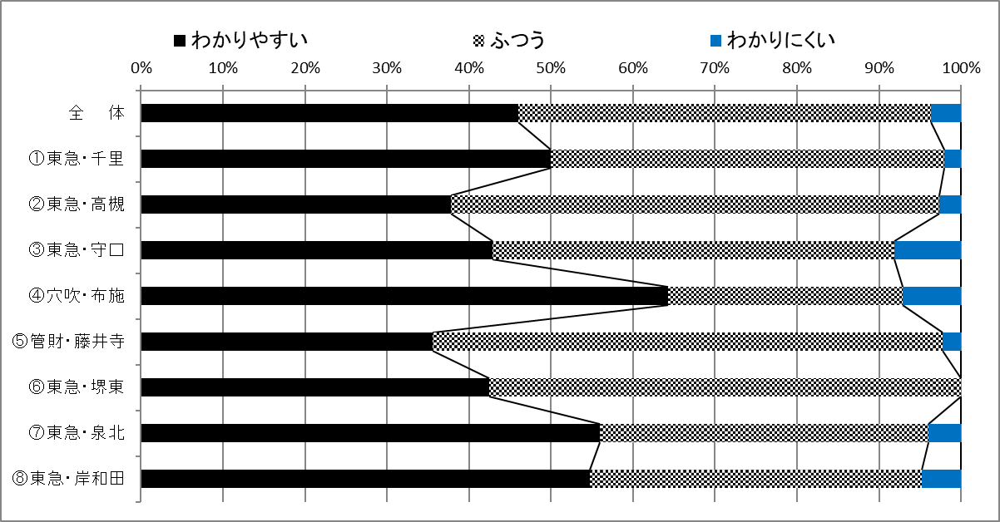 わかりやすい ふつう わかりにくい
0% 10% 20% 30% 40% 50% 60% 70% 80% 90% 100%
全 体
①東急・千里
②東急・高槻
③東急・守口
④穴吹・布施
⑤管財・藤井寺
⑥東急・堺東
⑦東急・泉北
⑧東急・岸和田